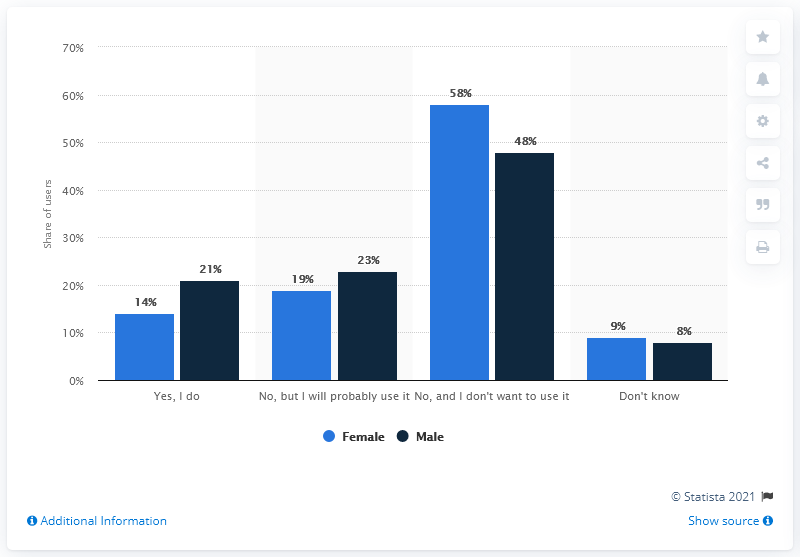 70%
60%
50%
40%
30%
20%
10%
0%
Share of users
14%
21%
19%
23%
58%
48%
9%
8%
Yes, I do
No, but I will probably use it
No, and I don't want to use it
Don't know
Female
Male
© Statista 2021
Additional Information
Show source